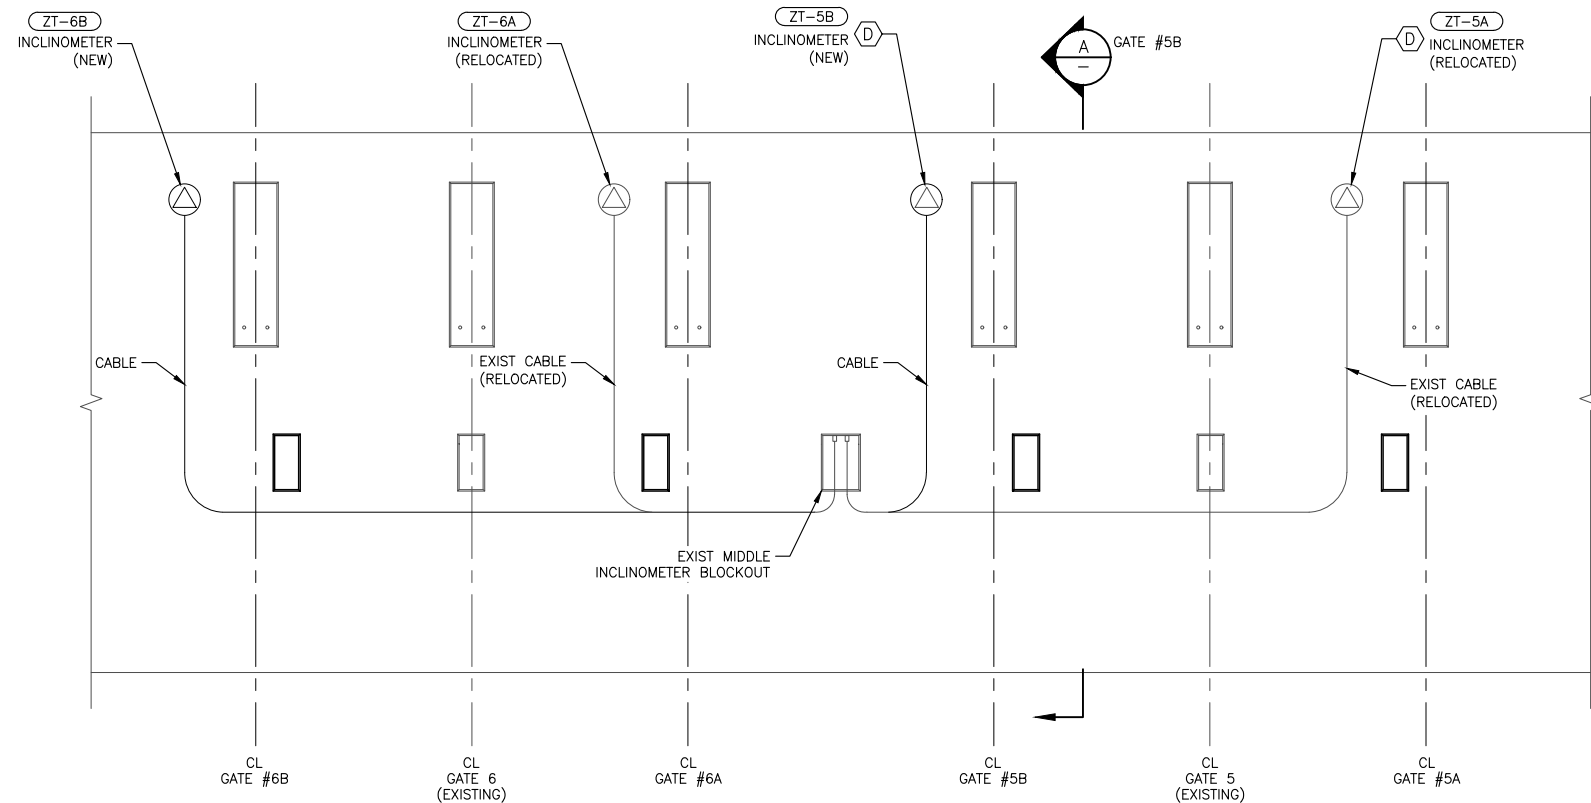 ZT-6B
INCLINOMETER
(NEW)
ZT-6A
INCLINOMETER
(RELOCATED)
ZT-5B
INCLINOMETER
(NEW)
D
A
–
GATE #5B
D
ZT-5A
INCLINOMETER
(RELOCATED)
CABLE
EXIST CABLE
(RELOCATED)
CABLE
EXIST CABLE
(RELOCATED)
EXIST MIDDLE
INCLINOMETER BLOCKOUT
CL
GATE #6B
CL
GATE 6
(EXISTING)
CL
GATE #6A
CL
GATE #5B
CL
GATE 5
(EXISTING)
CL
GATE #5A